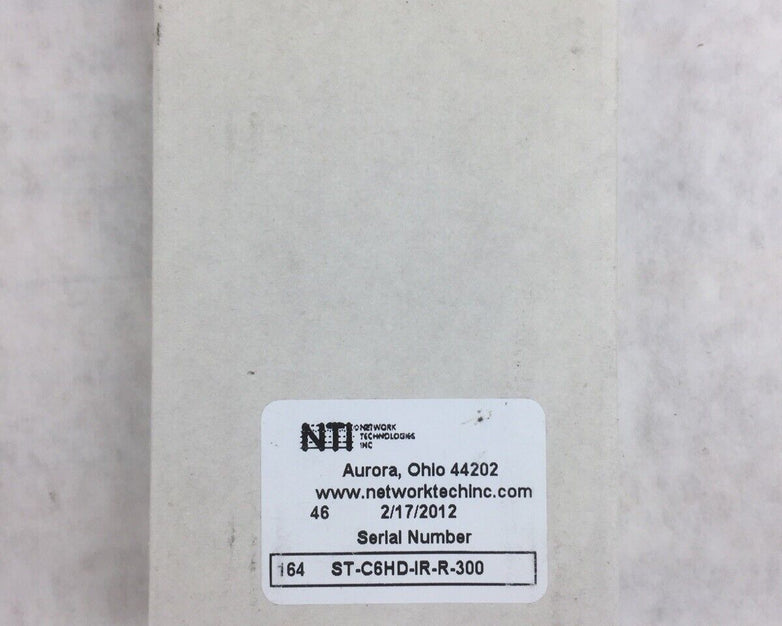 NTI NETWORK
TECHNOLOGIES
INC
Aurora, Ohio 44202
www.networktechinc.com
46 2/17/2012
Serial Number
164 ST-C6HD-IR-R-300